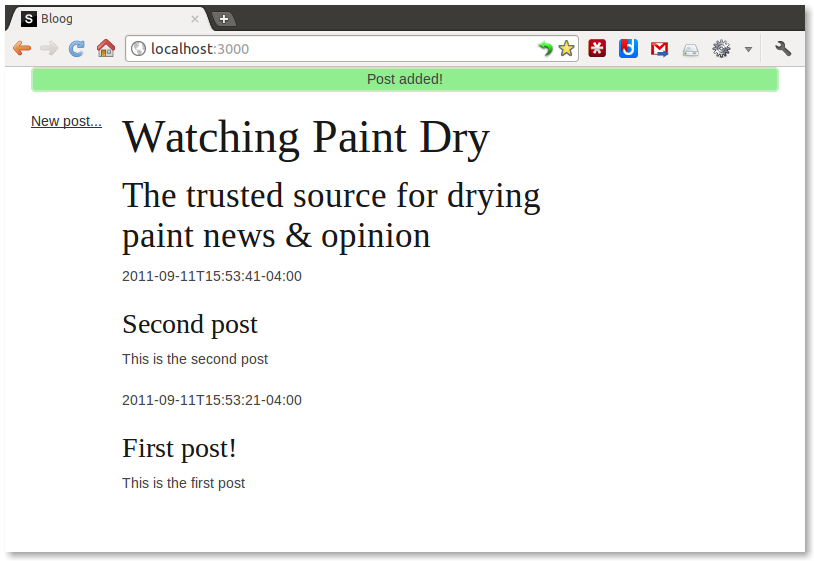 S Bloog
localhost:3000
Post added!
New post...
Watching Paint Dry
The trusted source for drying
paint news & opinion
2011-09-11T15:53:41-04:00
Second post
This is the second post
2011-09-11T15:53:21-04:00
First post!
This is the first post